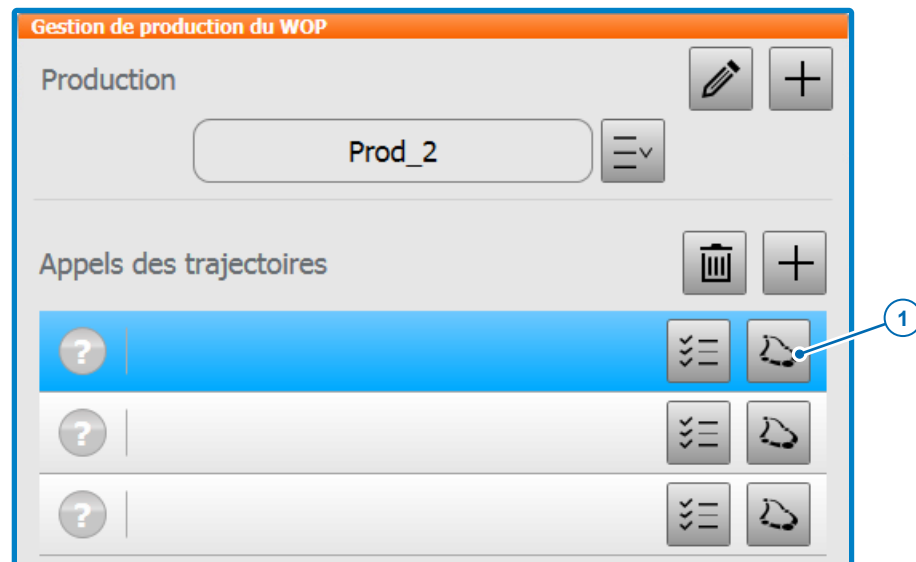 Gestion de production du WOP
Production
Prod_2
Appels des trajectoires
1
?
?
?